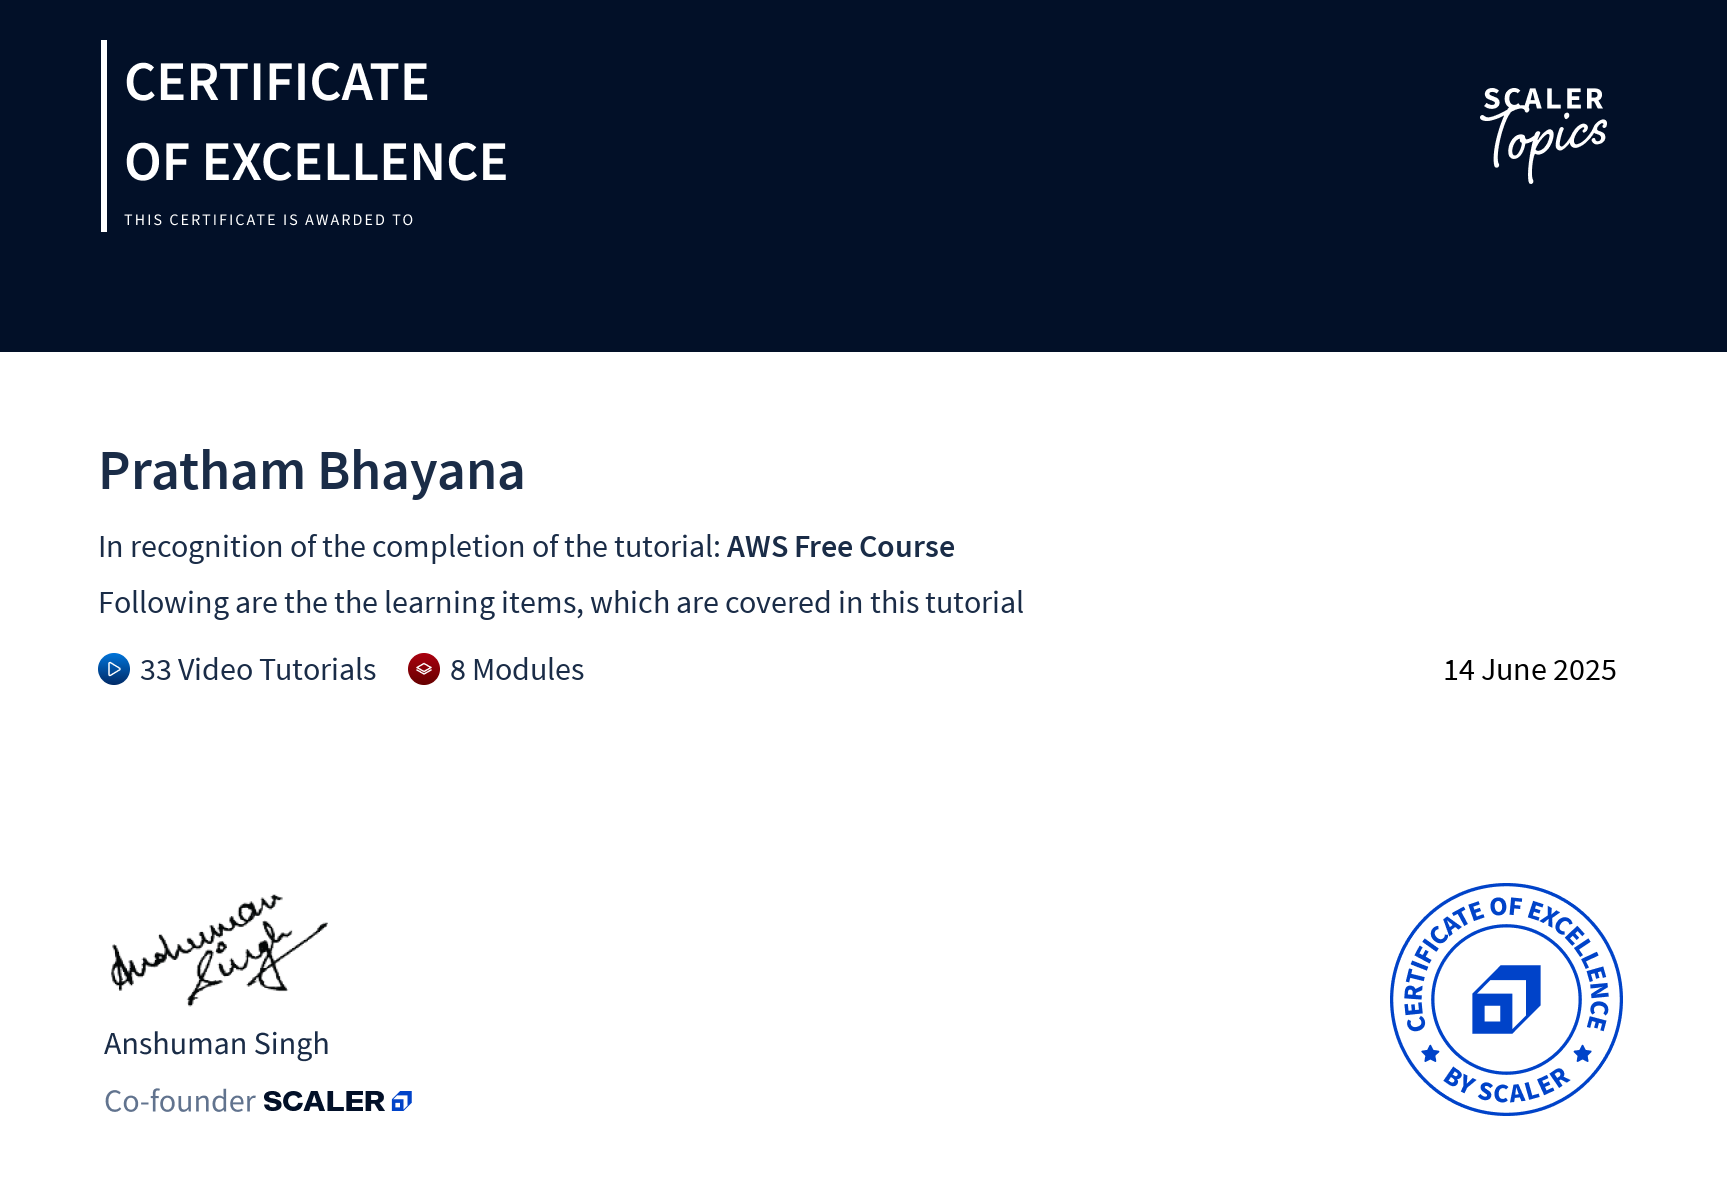 CERTIFICATE
OF EXCELLENCE
THIS CERTIFICATE IS AWARDED TO
SCALER
Topics
Pratham Bhayana
In recognition of the completion of the tutorial: AWS Free Course
Following are the the learning items, which are covered in this tutorial
33 Video Tutorials 8 Modules
14 June 2025
Anshuman
Singh
Anshuman Singh
Co-founder SCALER
CERTIFICATE OF EXCELLENCE
BY SCALER